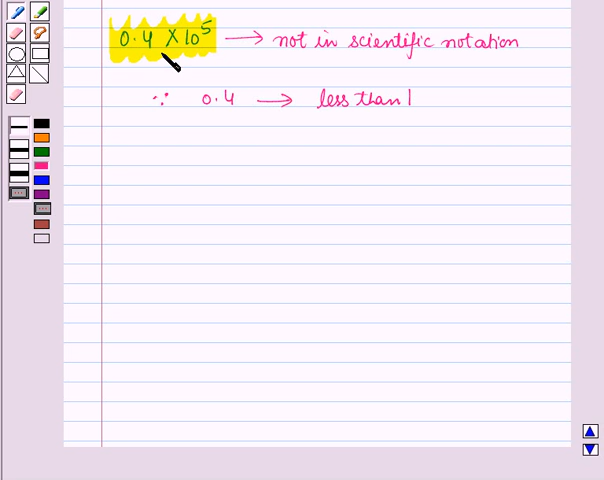 0.4 × 10⁵ → not in scientific notation
∵ 0.4 → less than 1